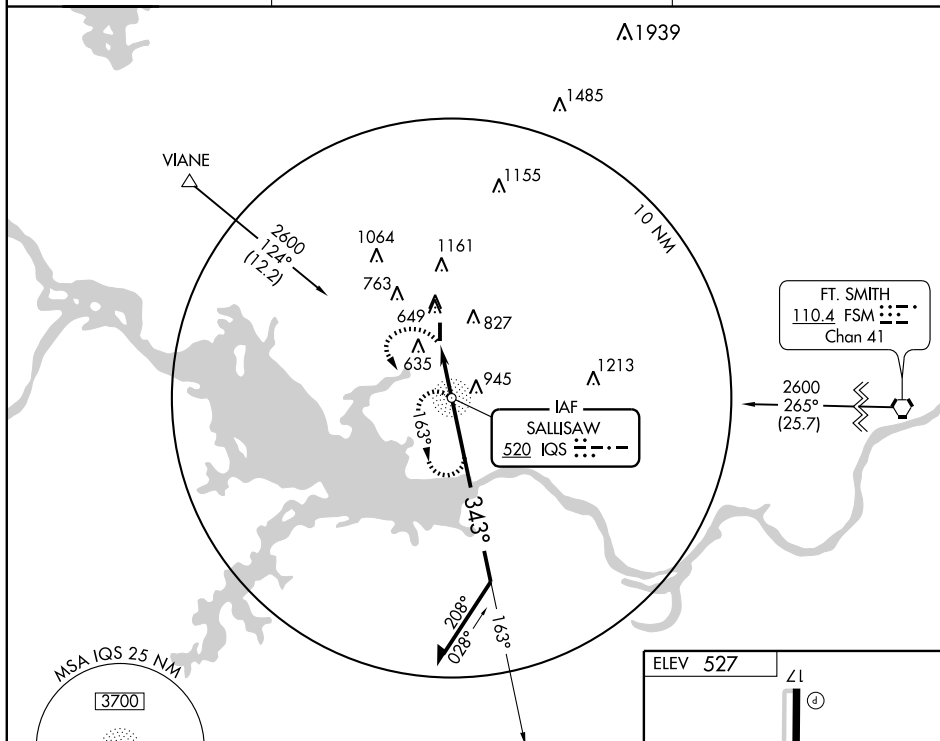 1939
1485
1155
VIANE
10 NM
2600
124°
(12.2)
1064
1161
763
649
827
635
945
1213
FT. SMITH
110.4 FSM
Chan 41
2600
265°
(25.7)
IAF
SALLISAW
520 IQS
163°
343°
208°
028°
163°
MSA IQS 25 NM
3700
ELEV 527
17
P